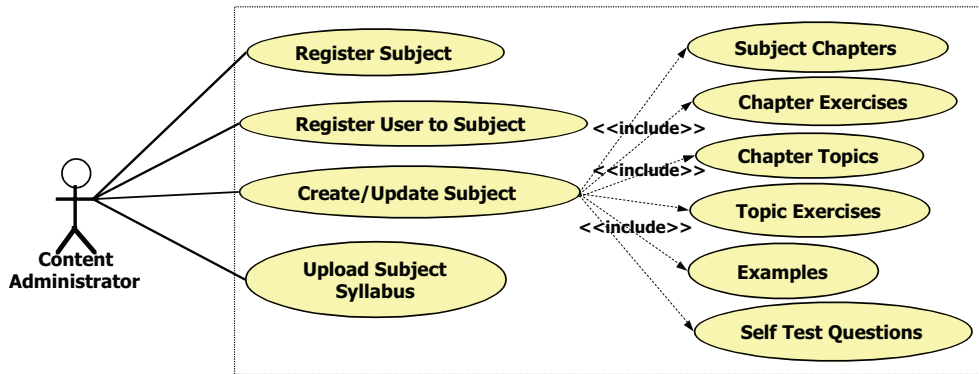 Register Subject
Register User to Subject
Create/Update Subject
Upload Subject
Syllabus
Content
Administrator
<<include>>
<<include>>
<<include>>
Subject Chapters
Chapter Exercises
Chapter Topics
Topic Exercises
Examples
Self Test Questions